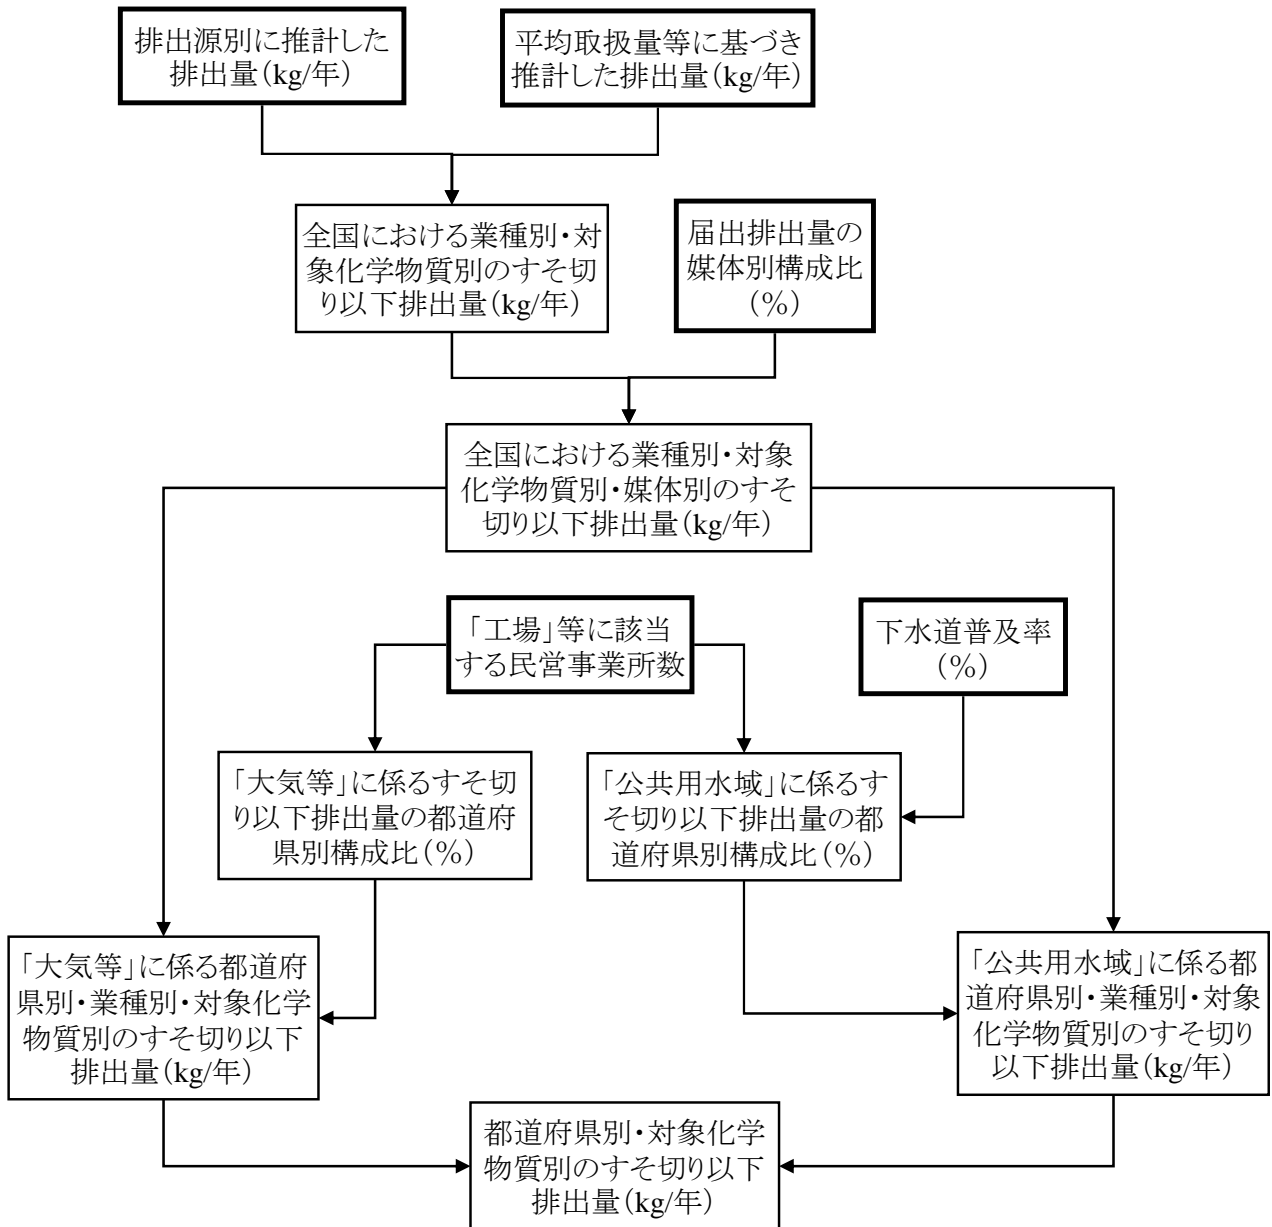 排出源別に推計した
排出量(kg/年)
平均取扱量等に基づき
推計した排出量(kg/年)
全国における業種別・対
象化学物質別のすそ切
り以下排出量(kg/年)
届出排出量の
媒体別構成比
(%)
全国における業種別・対象
化学物質別・媒体別のすそ
切り以下排出量(kg/年)
「工場」等に該当
する民営事業所数
下水道普及率
(%)
「大気等」に係るすそ切
り以下排出量の都道府
県別構成比(%)
「公共用水域」に係るす
そ切り以下排出量の都
道府県別構成比(%)
「大気等」に係る都道府
県別・業種別・対象化学
物質別のすそ切り以下
排出量(kg/年)
「公共用水域」に係る都
道府県別・業種別・対象
化学物質別のすそ切り
以下排出量(kg/年)
都道府県別・対象化学
物質別のすそ切り以下
排出量(kg/年)